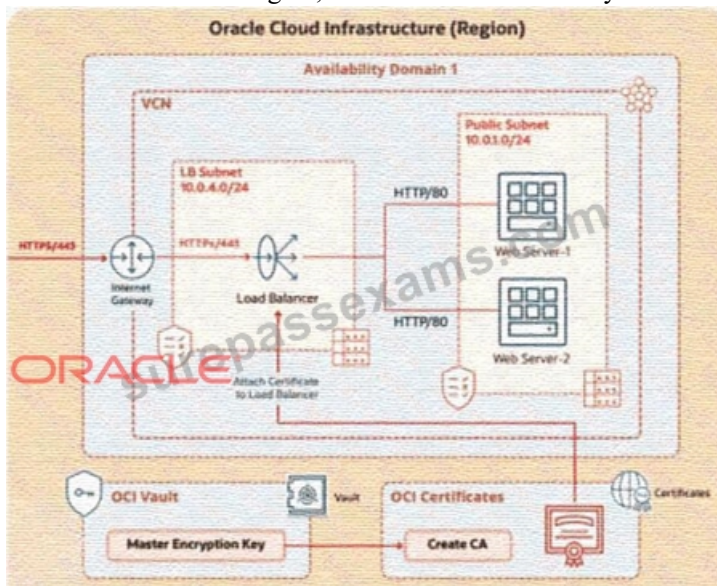 Oracle Cloud Infrastructure (Region)
Availability Domain 1
VCN
Public Subnet
10.0.1.0/24
LB Subnet
10.0.4.0/24
HTTP/80
HTTPS/443
HTTPs/443
Web Server-1
Internet
Gateway
Load Balancer
HTTP/80
Web Server-2
surepassexams.com
ORACLE
Attach Certificate
to Load Balancer
OCI Vault
Vault
OCI Certificates
Certificates
Master Encryption Key
Create CA